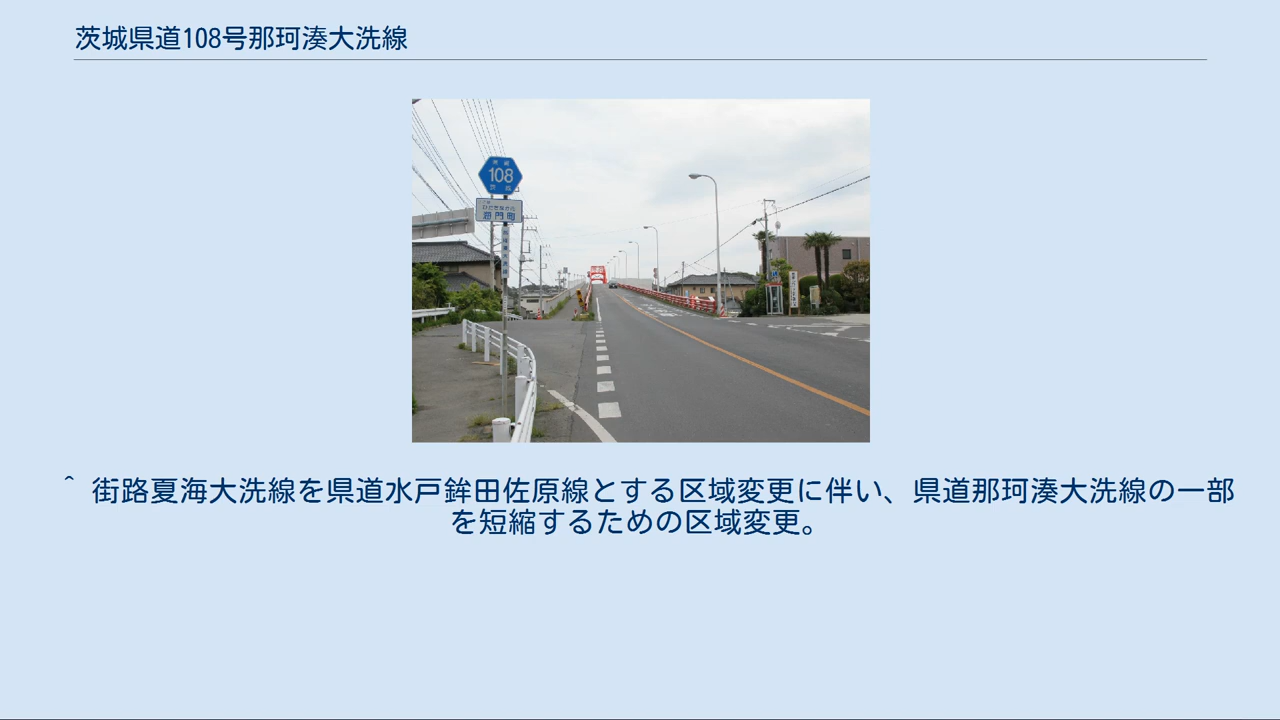 茨城県道108号那珂湊大洗線
108
海門町
^ 街路夏海大洗線を県道水戸鉾田佐原線とする区域変更に伴い、県道那珂湊大洗線の一部
を短縮するための区域変更。